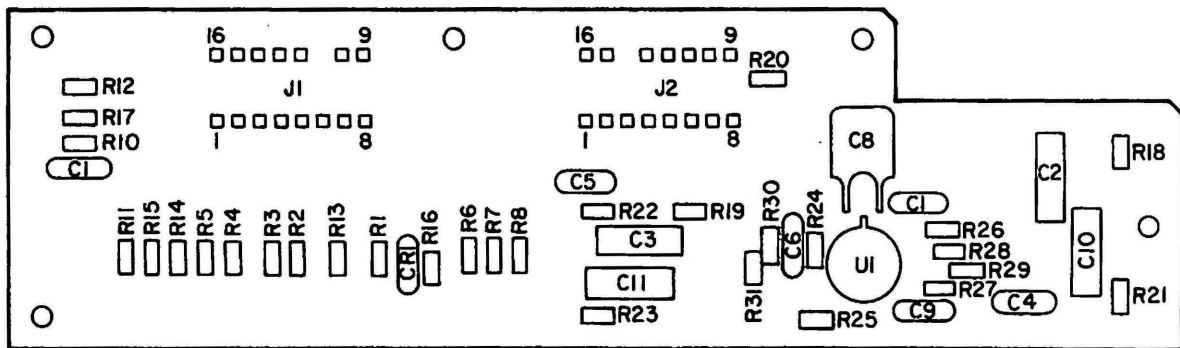 16 9
J1
1 8
16 9
J2
1 8
R20
R12
R17
R10
C1
C8
C2
R18
C5
R11
R15
R14
R5
R4
R3
R2
R13
R1
CR1
R16
R6
R7
R8
R22
R19
C3
C11
R23
R30
R31
C6
R24
U1
R25
C1
R26
R28
R29
R27
C9
C4
C10
R21